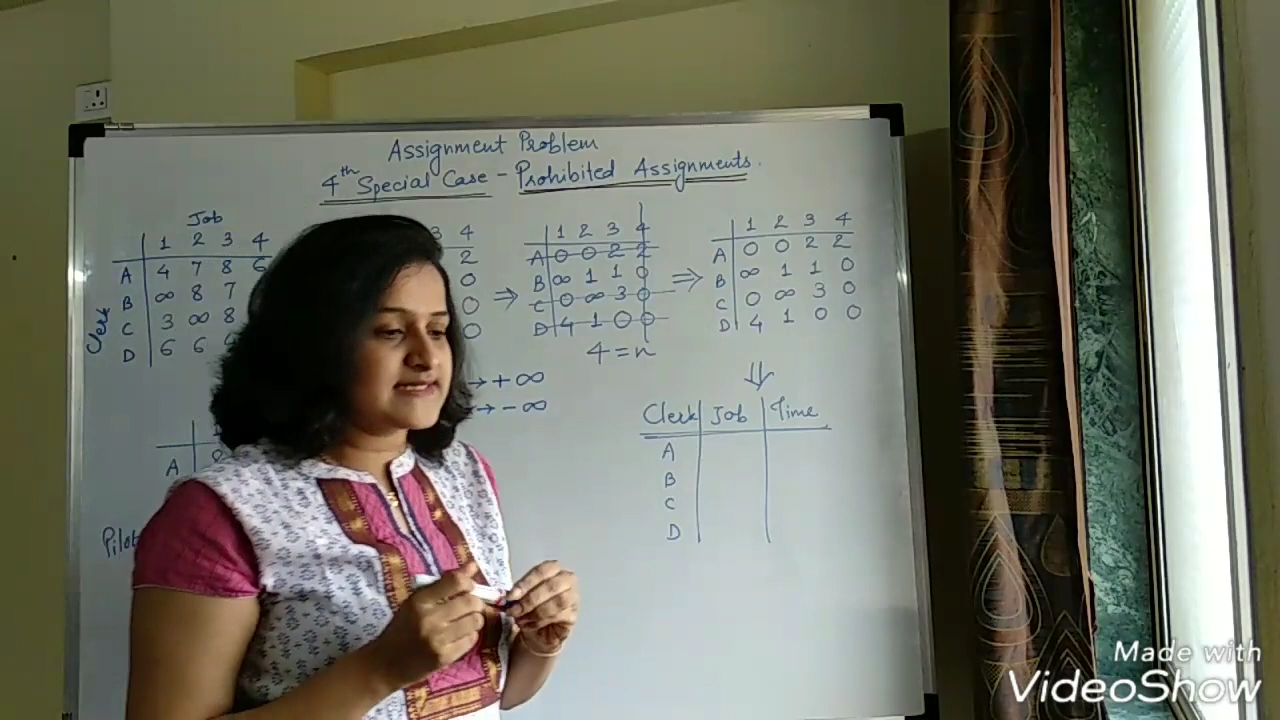 Assignment Problem
4th Special Case - Prohibited Assignments.
Job
1 2 3 4
A 4 7 8 6
B ∞ 8 7
C 3 ∞ 8
D 6 6
Clerk
3 4
2
0
0
0
⇒
1 2 3 4
A 0 0 2 2
B ∞ 1 1 0
C 0 ∞ 3 0
D 4 1 0 0
4 = n
⇒
1 2 3 4
A 0 0 2 2
B ∞ 1 1 0
C 0 ∞ 3 0
D 4 1 0 0
→ + ∞
→ - ∞
⇓
Clerk Job Time
A
B
C
D
A
Pilot
Made with
VideoShow